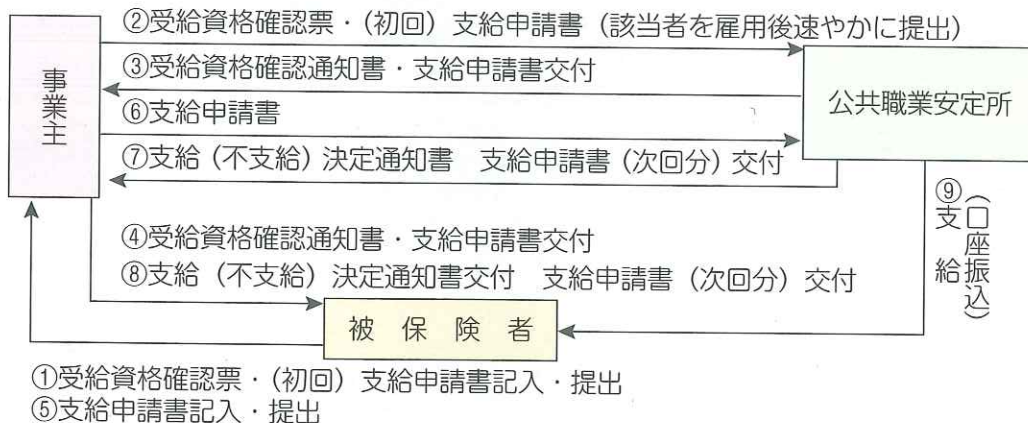 ②受給資格確認票・(初回) 支給申請書 (該当者を雇用後速やかに提出)
③受給資格確認通知書・支給申請書交付
事業主
公共職業安定所
⑥支給申請書
⑦支給 (不支給) 決定通知書 支給申請書 (次回分) 交付
⑨支給
(口座振込)
④受給資格確認通知書・支給申請書交付
⑧支給 (不支給) 決定通知書交付 支給申請書 (次回分) 交付
被保険者
①受給資格確認票・(初回) 支給申請書記入・提出
⑤支給申請書記入・提出